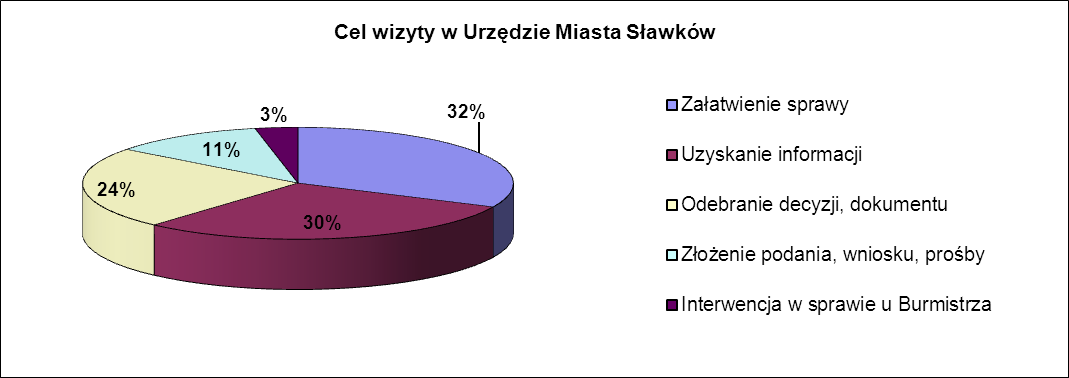 Cel wizyty w Urzędzie Miasta Sławków
3%
32%
11%
24%
30%
Załatwienie sprawy
Uzyskanie informacji
Odebranie decyzji, dokumentu
Złożenie podania, wniosku, prośby
Interwencja w sprawie u Burmistrza